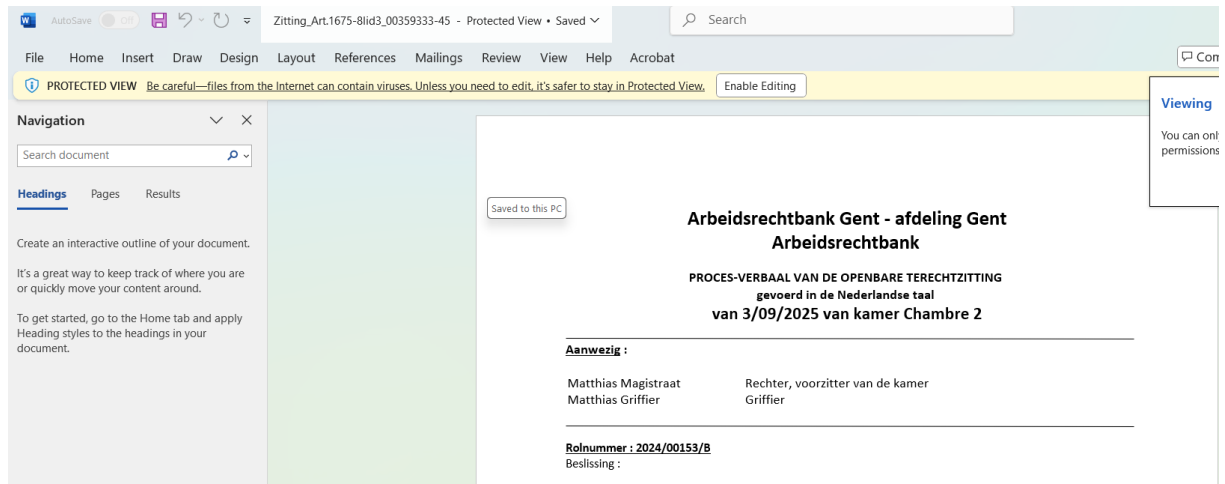 AutoSave Off Zitting_Art.1675-8lid3_00359333-45 - Protected View • Saved Search
File Home Insert Draw Design Layout References Mailings Review View Help Acrobat
PROTECTED VIEW Be careful—files from the Internet can contain viruses. Unless you need to edit, it's safer to stay in Protected View. Enable Editing
Navigation
Search document
Headings Pages Results
Create an interactive outline of your document.
It's a great way to keep track of where you are
or quickly move your content around.
To get started, go to the Home tab and apply
Heading styles to the headings in your
document.
Saved to this PC
Viewing
You can only
permissions
Arbeidsrechtbank Gent - afdeling Gent
Arbeidsrechtbank
PROCES-VERBAAL VAN DE OPENBARE TERECHTZITTING
gevoerd in de Nederlandse taal
van 3/09/2025 van kamer Chambre 2
Aanwezig :
Matthias Magistraat Rechter, voorzitter van de kamer
Matthias Griffier Griffier
Rolnummer : 2024/00153/B
Beslissing :